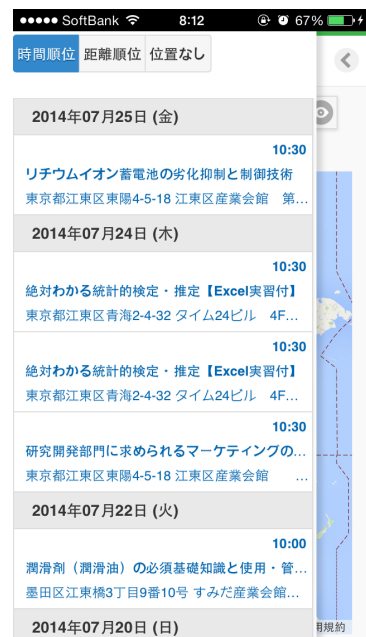 SoftBank 8:12 67%
時間順位 距離順位 位置なし
2014年07月25日 (金)
10:30
リチウムイオン蓄電池の劣化抑制と制御技術
東京都江東区東陽4-5-18 江東区産業会館　第…
2014年07月24日 (木)
10:30
絶対わかる統計的検定・推定【Excel実習付】
東京都江東区青海2-4-32 タイム24ビル　4F…
10:30
絶対わかる統計的検定・推定【Excel実習付】
東京都江東区青海2-4-32 タイム24ビル　4F…
10:30
研究開発部門に求められるマーケティングの…
東京都江東区東陽4-5-18 江東区産業会館　…
2014年07月22日 (火)
10:00
潤滑剤（潤滑油）の必須基礎知識と使用・管…
墨田区江東橋3丁目9番10号 すみだ産業会館…
2014年07月20日 (日)
用規約